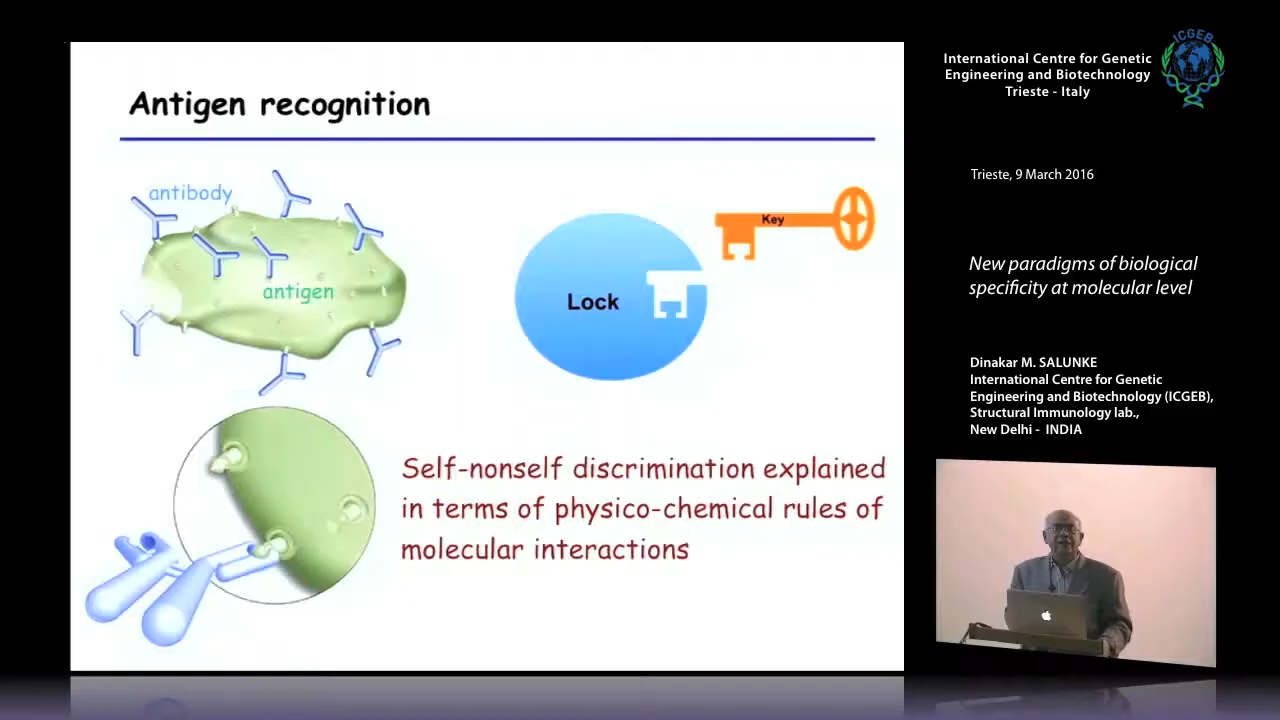 Antigen recognition
antibody
antigen
Lock
Key
Self-nonself discrimination explained
in terms of physico-chemical rules of
molecular interactions
ICGEB
International Centre for Genetic
Engineering and Biotechnology
Trieste - Italy
Trieste, 9 March 2016
New paradigms of biological
specificity at molecular level
Dinakar M. SALUNKE
International Centre for Genetic
Engineering and Biotechnology (ICGEB),
Structural Immunology lab.,
New Delhi - INDIA